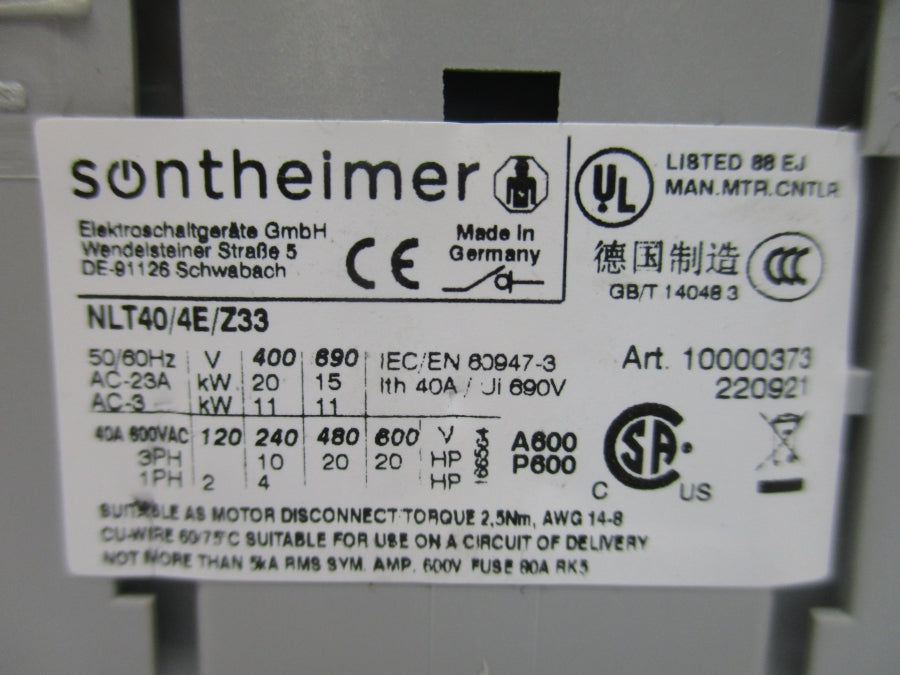 sontheimer
Elektroschaltgeräte GmbH
Wendelsteiner Straße 5
DE-91126 Schwabach
CE
Made in
Germany
UL
LISTED 88 EJ
MAN.MTR.CNTLR
德国制造
CCC
GB/T 14048.3
NLT40/4E/Z33
50/60Hz V 400 690
AC-23A kW 20 15
AC-3 kW 11 11
IEC/EN 60947-3
Ith 40A / Ui 690V
Art. 10000373
220921
40A 600VAC 120 240 480 600 V
3PH 10 20 20 HP
1PH 2 4 HP
A600
P600
C SA US
SUITABLE AS MOTOR DISCONNECT TORQUE 2,5Nm, AWG 14-8
CU-WIRE 60/75°C SUITABLE FOR USE ON A CIRCUIT OF DELIVERY
NOT MORE THAN 5kA RMS SYM. AMP. 600V FUSE 80A RK5